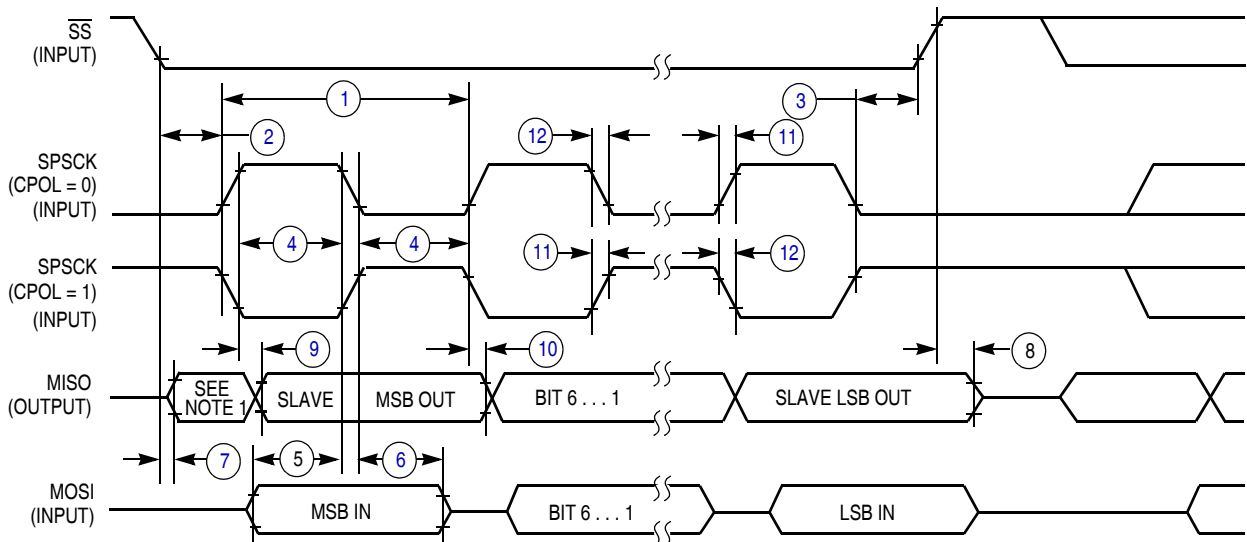 SS
(INPUT)
1
3
2
12
11
SPSCK
(CPOL = 0)
(INPUT)
4
4
11
12
SPSCK
(CPOL = 1)
(INPUT)
9
10
8
MISO
(OUTPUT)
SEE
NOTE 1
SLAVE
MSB OUT
BIT 6 . . . 1
SLAVE LSB OUT
7
5
6
MOSI
(INPUT)
MSB IN
BIT 6 . . . 1
LSB IN